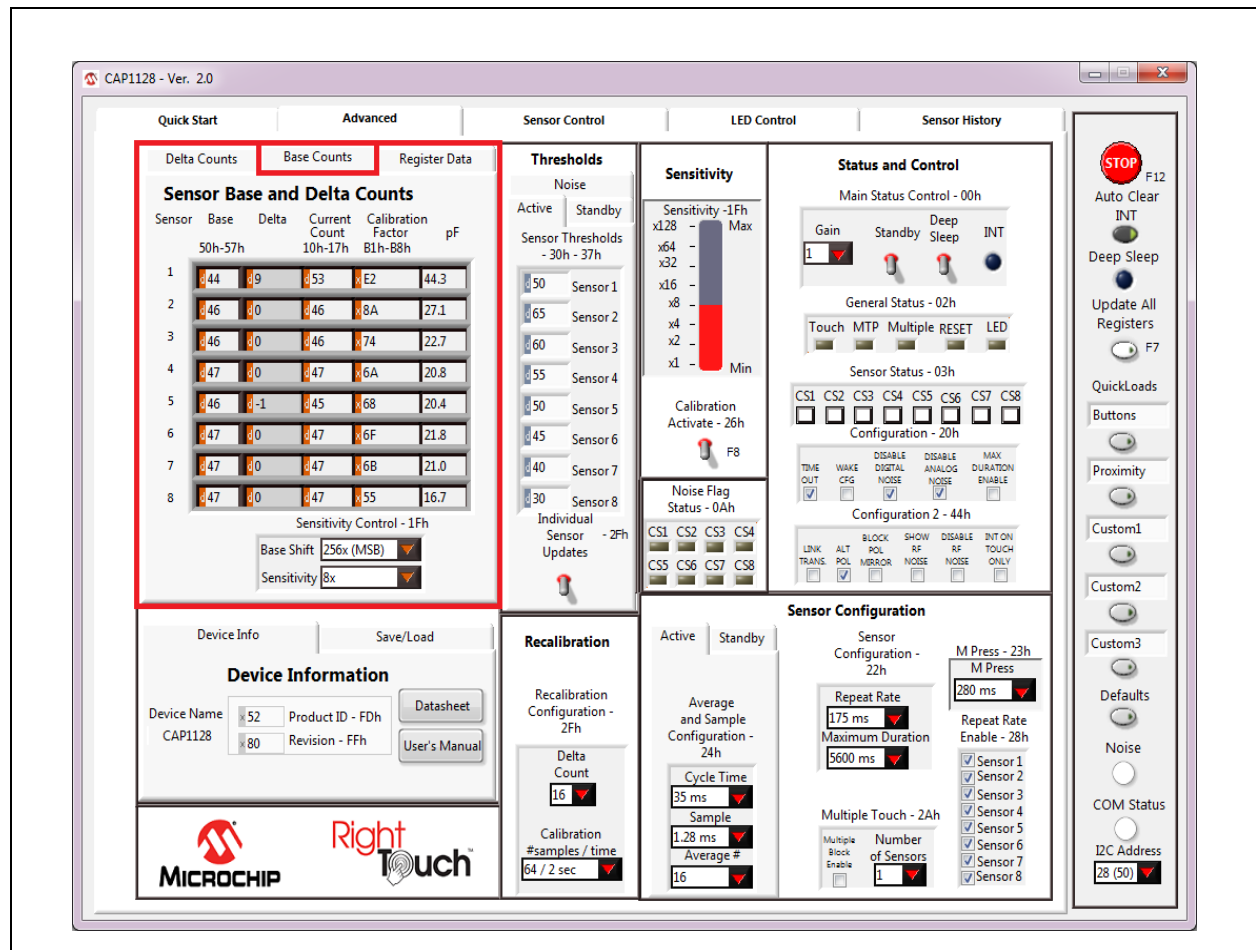 CAP1128 - Ver. 2.0
Quick Start Advanced Sensor Control LED Control Sensor History
Delta Counts Base Counts Register Data
Sensor Base and Delta Counts
Sensor Base Delta Current Count Calibration Factor pF
50h-57h 10h-17h B1h-B8h
1 d 44 d 9 d 53 x E2 44.3
2 d 46 d 0 d 46 x 8A 27.1
3 d 46 d 0 d 46 x 74 22.7
4 d 47 d 0 d 47 x 6A 20.8
5 d 46 d -1 d 45 x 68 20.4
6 d 47 d 0 d 47 x 6F 21.8
7 d 47 d 0 d 47 x 6B 21.0
8 d 47 d 0 d 47 x 55 16.7
Sensitivity Control - 1Fh
Base Shift 256x (MSB)
Sensitivity 8x
Thresholds
Noise
Active Standby
Sensor Thresholds
- 30h - 37h
d 50 Sensor 1
d 65 Sensor 2
d 60 Sensor 3
d 55 Sensor 4
d 50 Sensor 5
d 45 Sensor 6
d 40 Sensor 7
d 30 Sensor 8
Individual
Sensor - 2Fh
Updates
Sensitivity
Sensitivity -1Fh
x128 Max
x64
x32
x16
x8
x4
x2
x1 Min
Calibration
Activate - 26h
F8
Noise Flag
Status - 0Ah
CS1 CS2 CS3 CS4
CS5 CS6 CS7 CS8
Status and Control
Main Status Control - 00h
Gain Standby Deep Sleep INT
1
General Status - 02h
Touch MTP Multiple RESET LED
Sensor Status - 03h
CS1 CS2 CS3 CS4 CS5 CS6 CS7 CS8
Configuration - 20h
TIME OUT WAKE CFG DISABLE DIGITAL NOISE DISABLE ANALOG NOISE MAX DURATION ENABLE
Configuration 2 - 44h
LINK TRANS. ALT POL BLOCK POL MIRROR SHOW RF NOISE DISABLE RF NOISE INT ON TOUCH ONLY
Device Info Save/Load
Device Information
Device Name x 52 Product ID - FDh Datasheet
CAP1128 x 80 Revision - FFh User's Manual
MICROCHIP
Right
Touch
Recalibration
Recalibration
Configuration -
2Fh
Delta
Count
16
Calibration
#samples / time
64 / 2 sec
Sensor Configuration
Active Standby
Average
and Sample
Configuration -
24h
Cycle Time
35 ms
Sample
1.28 ms
Average #
16
Sensor
Configuration -
22h
Repeat Rate
175 ms
Maximum Duration
5600 ms
Multiple Touch - 2Ah
Multiple Block Enable
Number
of Sensors
1
M Press - 23h
M Press
280 ms
Repeat Rate
Enable - 28h
Sensor 1
Sensor 2
Sensor 3
Sensor 4
Sensor 5
Sensor 6
Sensor 7
Sensor 8
STOP F12
Auto Clear
INT
Deep Sleep
Update All
Registers
F7
QuickLoads
Buttons
Proximity
Custom1
Custom2
Custom3
Defaults
Noise
COM Status
I2C Address
28 (50)